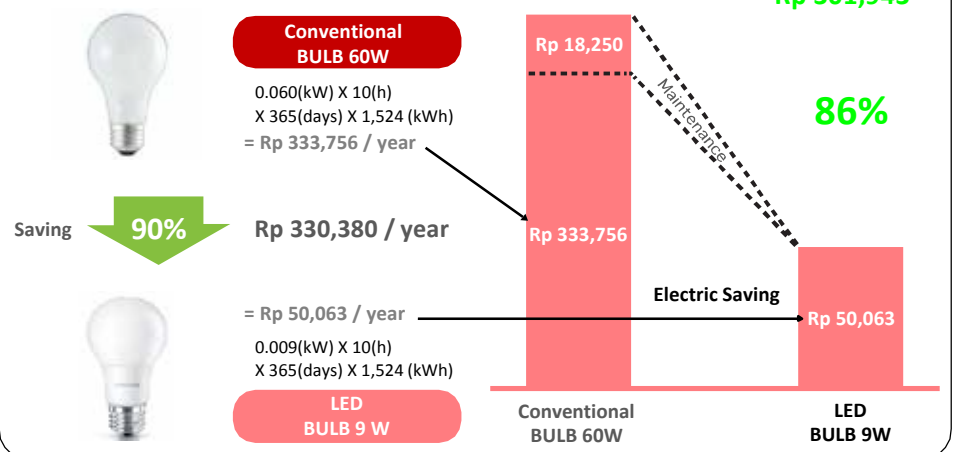 Conventional
BULB 60W
0.060(kW) X 10(h)
X 365(days) X 1,524 (kWh)
= Rp 333,756 / year
Saving
90%
Rp 330,380 / year
= Rp 50,063 / year
0.009(kW) X 10(h)
X 365(days) X 1,524 (kWh)
LED
BULB 9 W
Rp 18,250
Maintenance
86%
Rp 333,756
Electric Saving
Rp 50,063
Conventional
BULB 60W
LED
BULB 9W